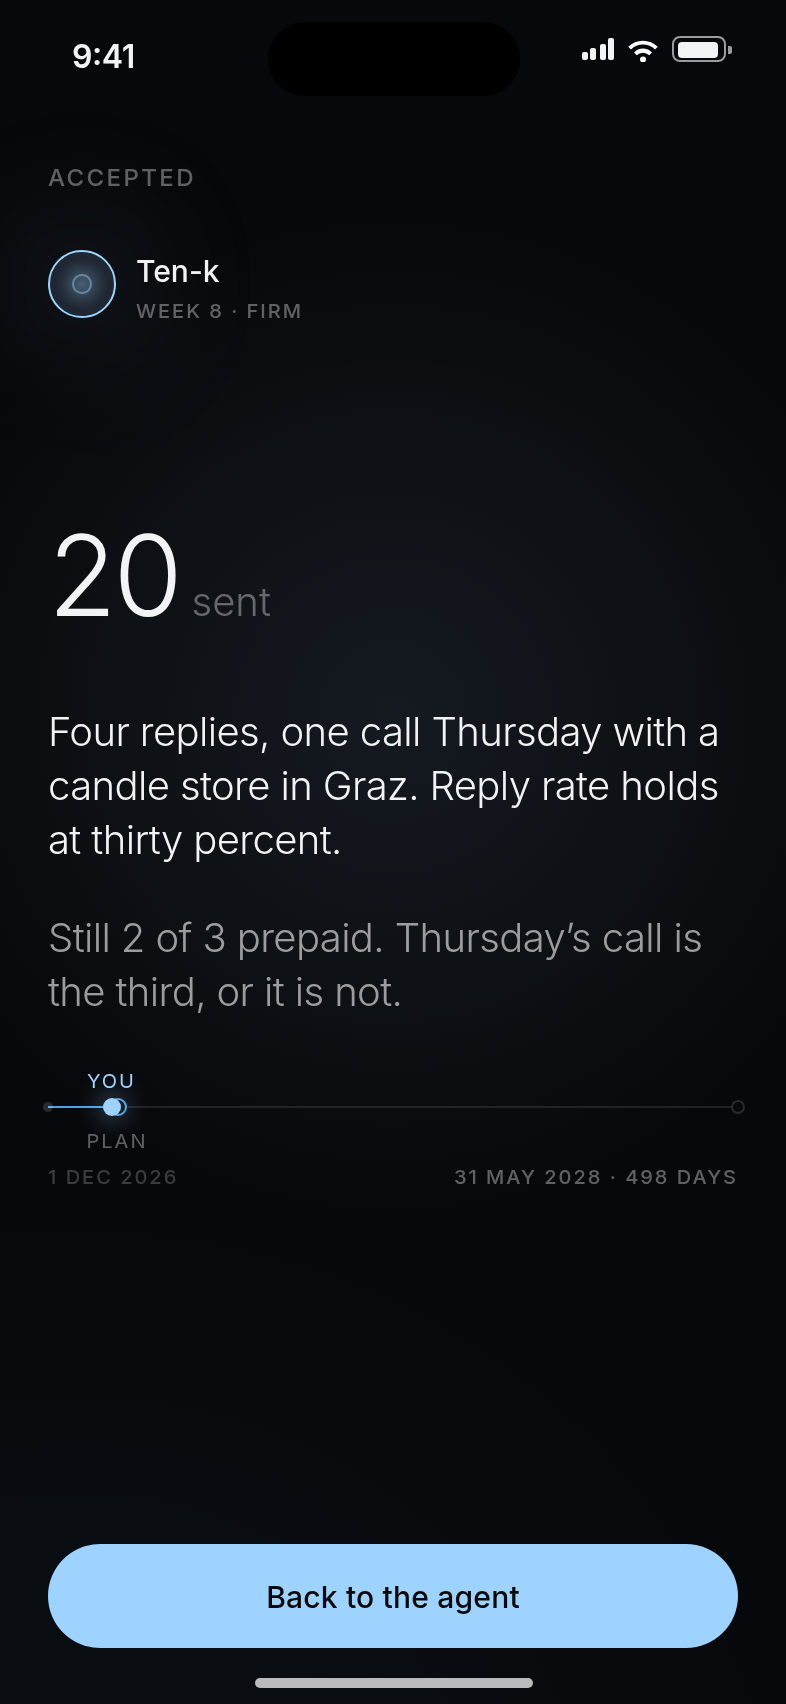 9:41
ACCEPTED
Ten-k
WEEK 8 · FIRM
20 sent
Four replies, one call Thursday with a
candle store in Graz. Reply rate holds
at thirty percent.
Still 2 of 3 prepaid. Thursday’s call is
the third, or it is not.
YOU
PLAN
1 DEC 2026
31 MAY 2028 · 498 DAYS
Back to the agent